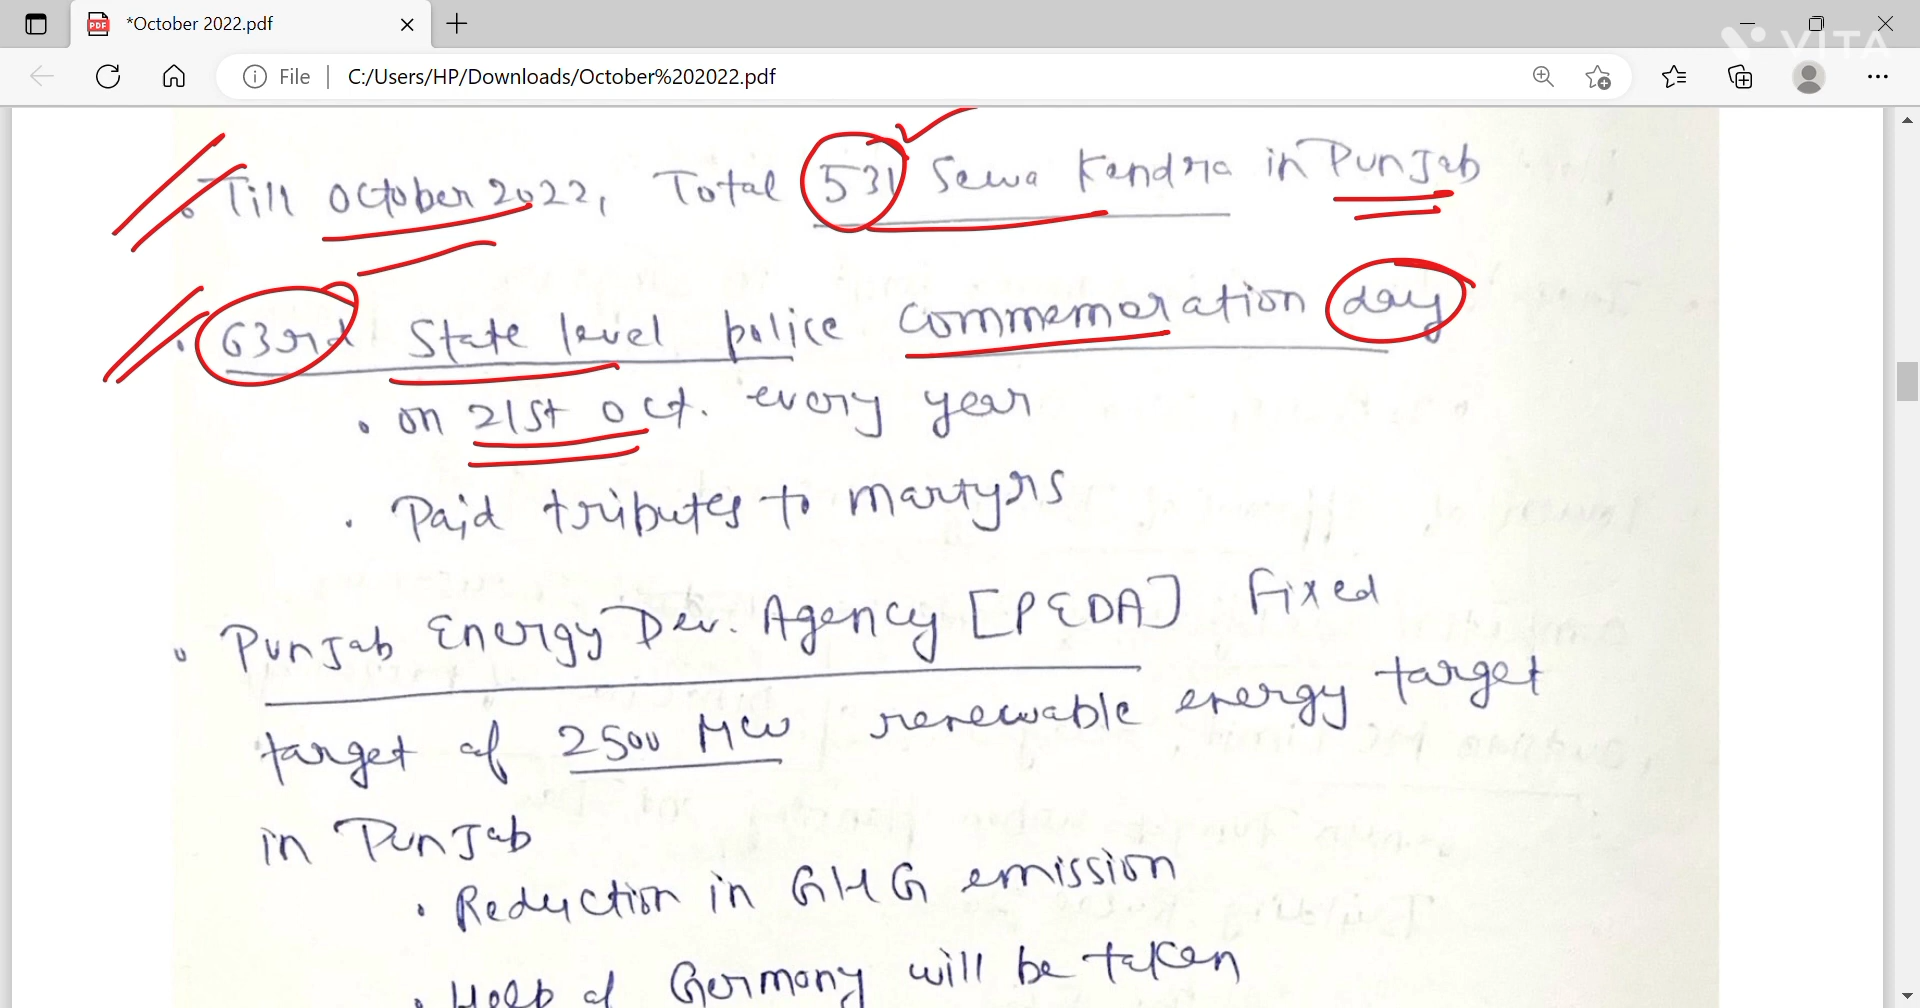 *October 2022.pdf
VITA
File | C:/Users/HP/Downloads/October%202022.pdf
• Till October 2022, Total 531 Sewa Kendra in Punjab
• 63rd State level police Commemoration day
• on 21st Oct. every year
• Paid tributes to martyrs
• Punjab Energy Dev. Agency [PEDA] fixed
target of 2500 MW renewable energy target
in Punjab
• Reduction in GHG emission
• Help of Germany will be taken